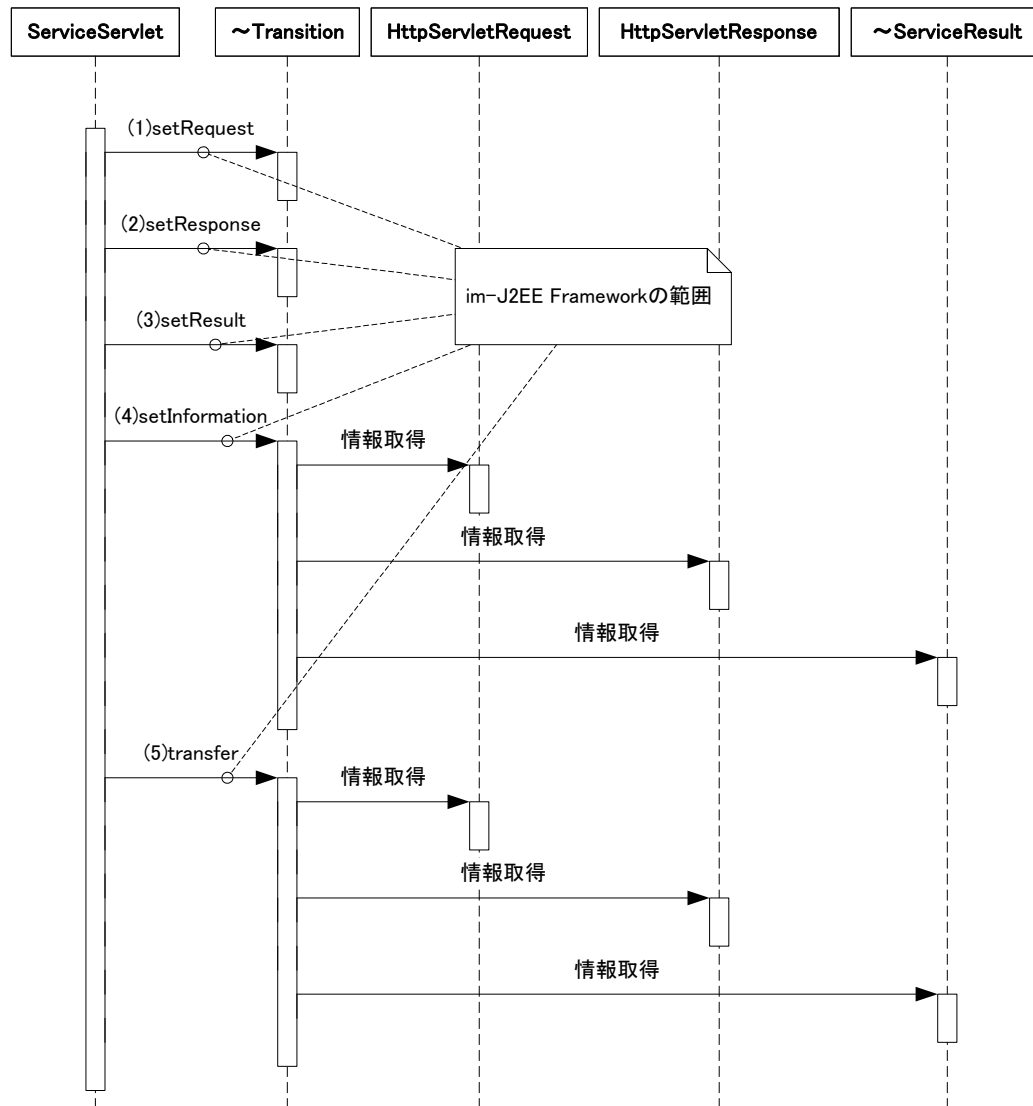 ServiceServlet
～Transition
HttpServletRequest
HttpServletResponse
～ServiceResult
(1)setRequest
(2)setResponse
im-J2EE Frameworkの範囲
(3)setResult
(4)setInformation
情報取得
情報取得
情報取得
(5)transfer
情報取得
情報取得
情報取得